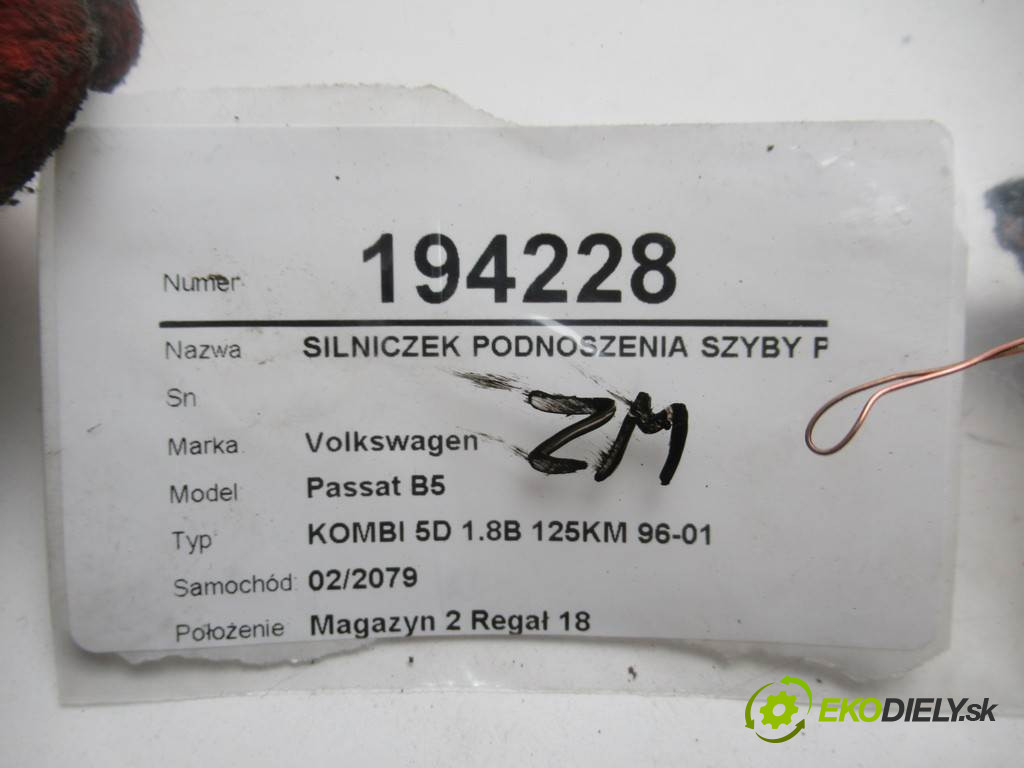 Numer 194228
Nazwa SILNICZEK PODNOSZENIA SZYBY P
Sn
ZM
Marka Volkswagen
Model Passat B5
Typ KOMBI 5D 1.8B 125KM 96-01
Samochód: 02/2079
Położenie Magazyn 2 Regał 18
EKODIELY.sk